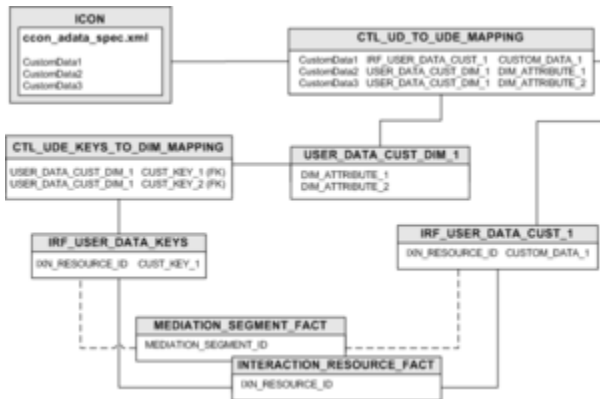 ICON
ccon_adata_spec.xml
CustomData1
CustomData2
CustomData3
CTL_UD_TO_UDE_MAPPING
CustomData1 IRF_USER_DATA_CUST_1 CUSTOM_DATA_1
CustomData2 USER_DATA_CUST_DIM_1 DIM_ATTRIBUTE_1
CustomData3 USER_DATA_CUST_DIM_1 DIM_ATTRIBUTE_2
CTL_UDE_KEYS_TO_DIM_MAPPING
USER_DATA_CUST_DIM_1 CUST_KEY_1 (FK)
USER_DATA_CUST_DIM_1 CUST_KEY_2 (FK)
USER_DATA_CUST_DIM_1
DIM_ATTRIBUTE_1
DIM_ATTRIBUTE_2
IRF_USER_DATA_KEYS
IXN_RESOURCE_ID CUST_KEY_1
IRF_USER_DATA_CUST_1
IXN_RESOURCE_ID CUSTOM_DATA_1
MEDIATION_SEGMENT_FACT
MEDIATION_SEGMENT_ID
INTERACTION_RESOURCE_FACT
IXN_RESOURCE_ID